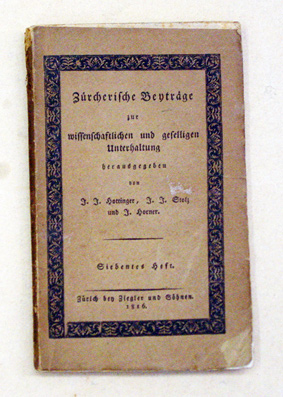 Zürcherische Beyträge
zur
wissenschaftlichen und geselligen
Unterhaltung
herausgegeben
von
J. J. Hottinger, J. J. Stolz
und J. Horner.
Siebentes Heft.
Zürich bey Ziegler und Söhnen.
1816.